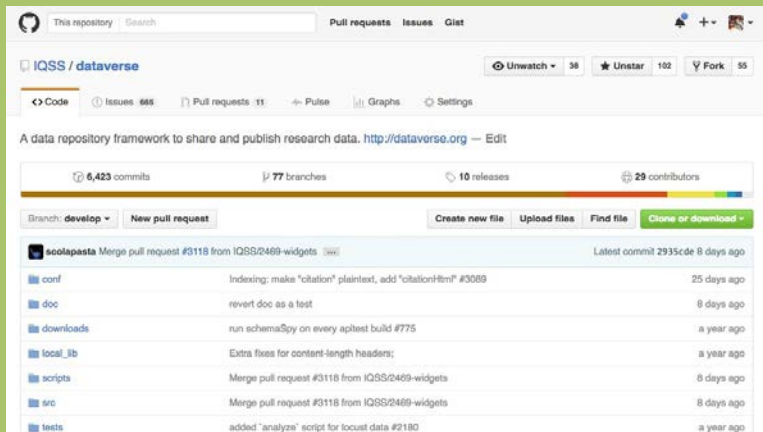 This repository Search Pull requests Issues Gist
IQSS / dataverse Unwatch 38 Unstar 102 Fork 55
Code Issues 665 Pull requests 11 Pulse Graphs Settings
A data repository framework to share and publish research data. http://dataverse.org — Edit
6,423 commits 77 branches 10 releases 29 contributors
Branch: develop New pull request Create new file Upload files Find file Clone or download
scolapasta Merge pull request #3118 from IQSS/2469-widgets ... Latest commit 2935cde 8 days ago
conf Indexing: make "citation" plaintext, add "citationHtml" #3089 25 days ago
doc revert doc as a test 8 days ago
downloads run schemaSpy on every apitest build #775 a year ago
local_lib Extra fixes for content-length headers; a year ago
scripts Merge pull request #3118 from IQSS/2469-widgets 8 days ago
src Merge pull request #3118 from IQSS/2469-widgets 8 days ago
tests added `analyze` script for locust data #2180 a year ago